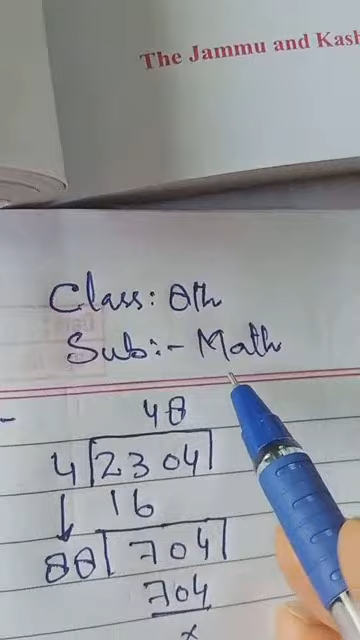 The Jammu and Kash
Class: 8th
Sub:- Math
48
4 2304
16
88 704
704
x